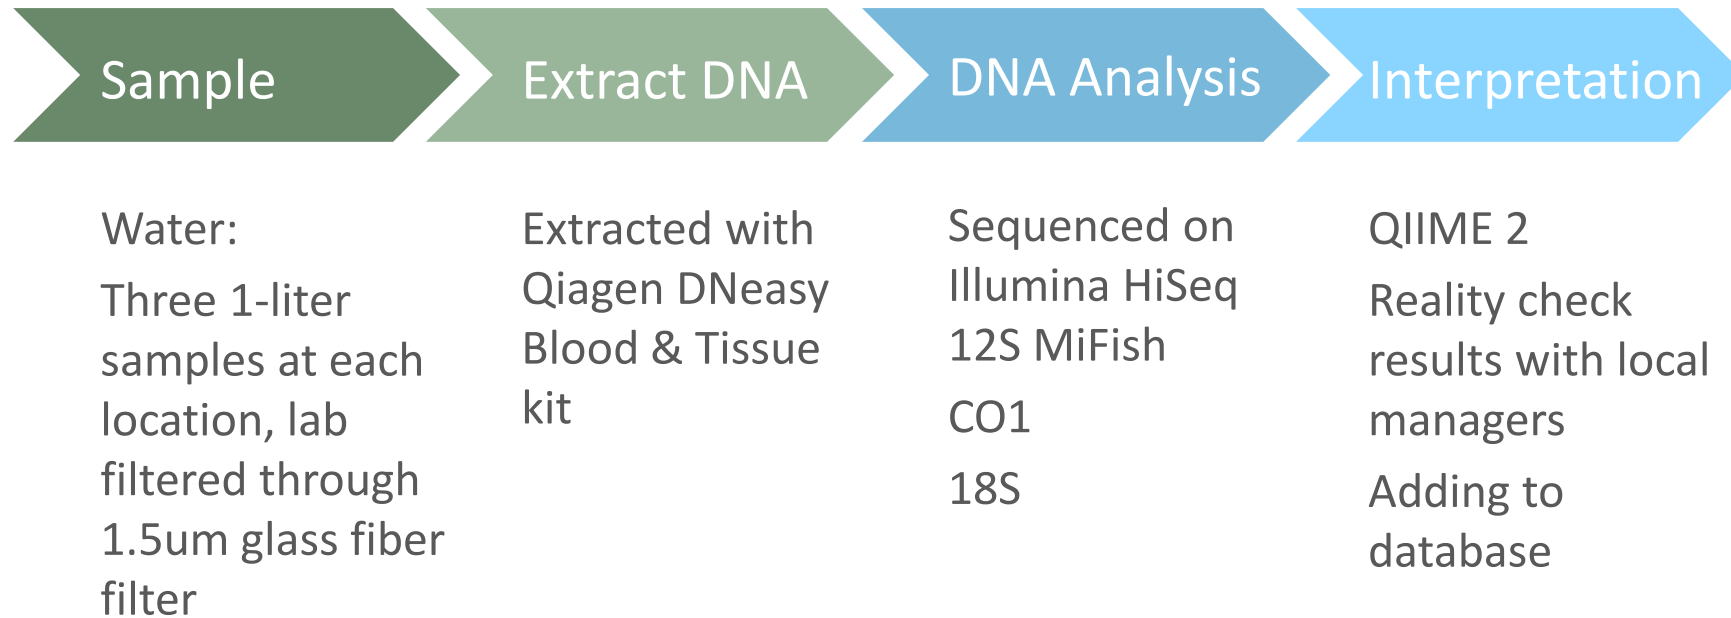 Sample
Extract DNA
DNA Analysis
Interpretation
Water:
Three 1-liter
samples at each
location, lab
filtered through
1.5um glass fiber
filter
Extracted with
Qiagen DNeasy
Blood & Tissue
kit
Sequenced on
Illumina HiSeq
12S MiFish
CO1
18S
QIIME 2
Reality check
results with local
managers
Adding to
database